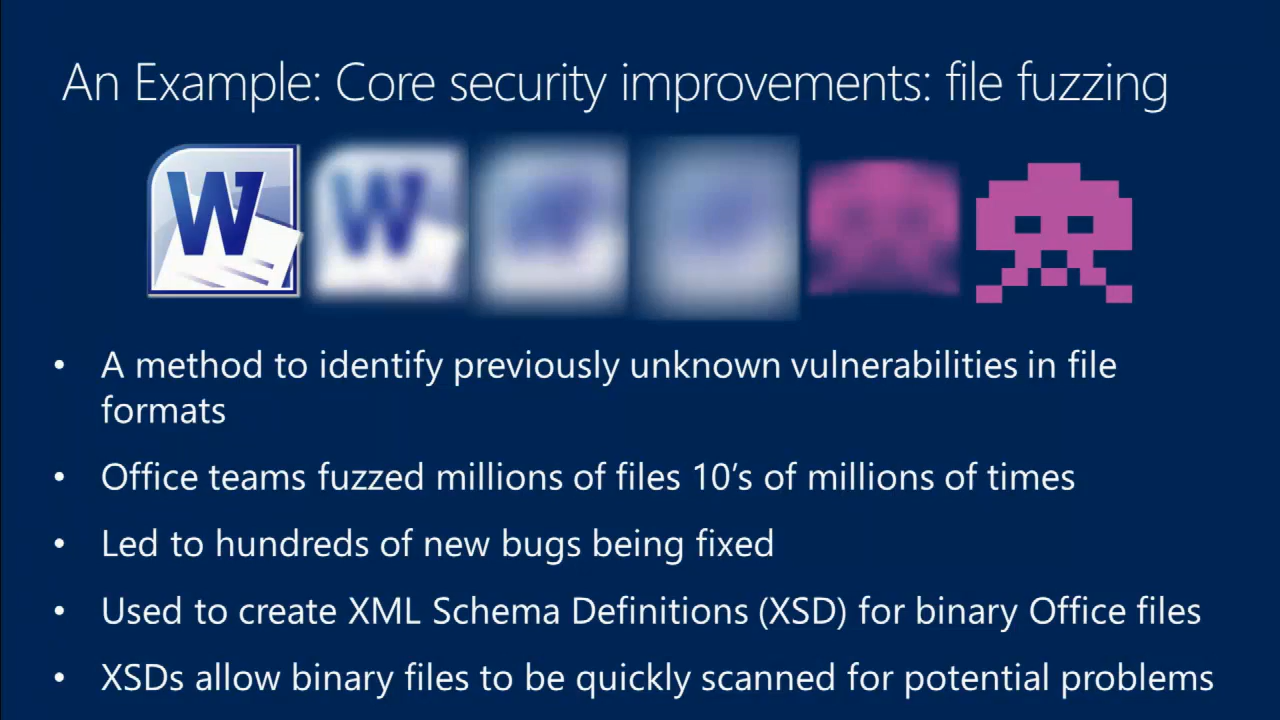 An Example: Core security improvements: file fuzzing
W W
• A method to identify previously unknown vulnerabilities in file
formats
• Office teams fuzzed millions of files 10’s of millions of times
• Led to hundreds of new bugs being fixed
• Used to create XML Schema Definitions (XSD) for binary Office files
• XSDs allow binary files to be quickly scanned for potential problems